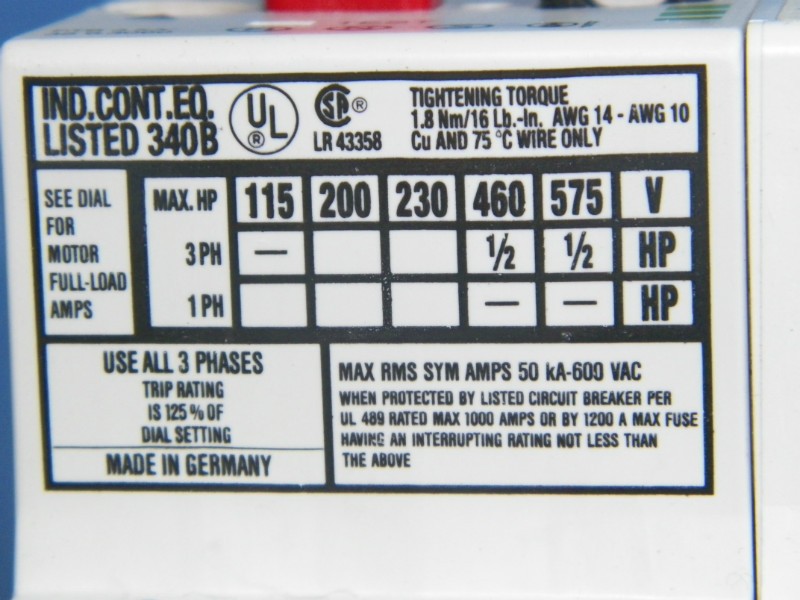 IND.CONT.EQ.
LISTED 340B
UL
®
SA ®
LR 43358
TIGHTENING TORQUE
1.8 Nm/16 Lb.-In. AWG 14 - AWG 10
Cu AND 75 °C WIRE ONLY
SEE DIAL
FOR
MOTOR
FULL-LOAD
AMPS
MAX. HP 115 200 230 460 575 V
3 PH — ½ ½ HP
1 PH — — HP
USE ALL 3 PHASES
TRIP RATING
IS 125 % OF
DIAL SETTING
MADE IN GERMANY
MAX RMS SYM AMPS 50 kA-600 VAC
WHEN PROTECTED BY LISTED CIRCUIT BREAKER PER
UL 489 RATED MAX 1000 AMPS OR BY 1200 A MAX FUSE
HAVING AN INTERRUPTING RATING NOT LESS THAN
THE ABOVE